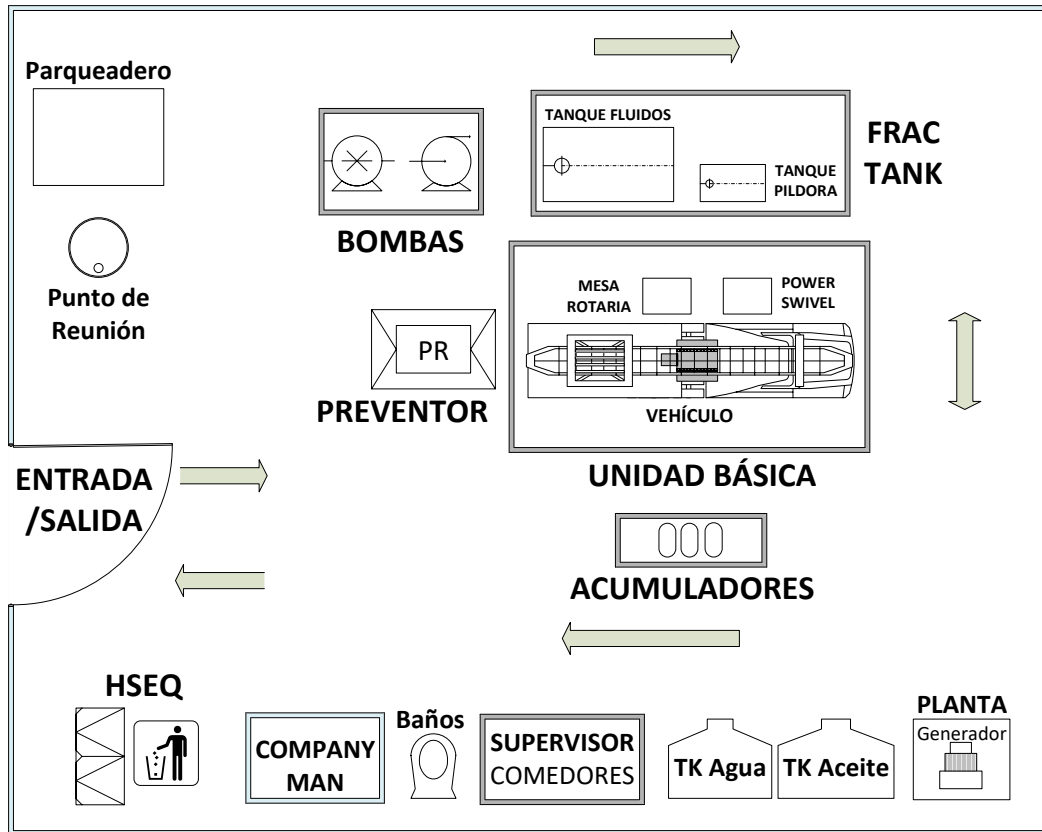 Parqueadero
Punto de
Reunión
BOMBAS
TANQUE FLUIDOS
TANQUE
PILDORA
FRAC
TANK
MESA
ROTARIA
POWER
SWIVEL
VEHÍCULO
UNIDAD BÁSICA
PR
PREVENTOR
ENTRADA
/SALIDA
ACUMULADORES
HSEQ
COMPANY
MAN
Baños
SUPERVISOR
COMEDORES
TK Agua
TK Aceite
PLANTA
Generador